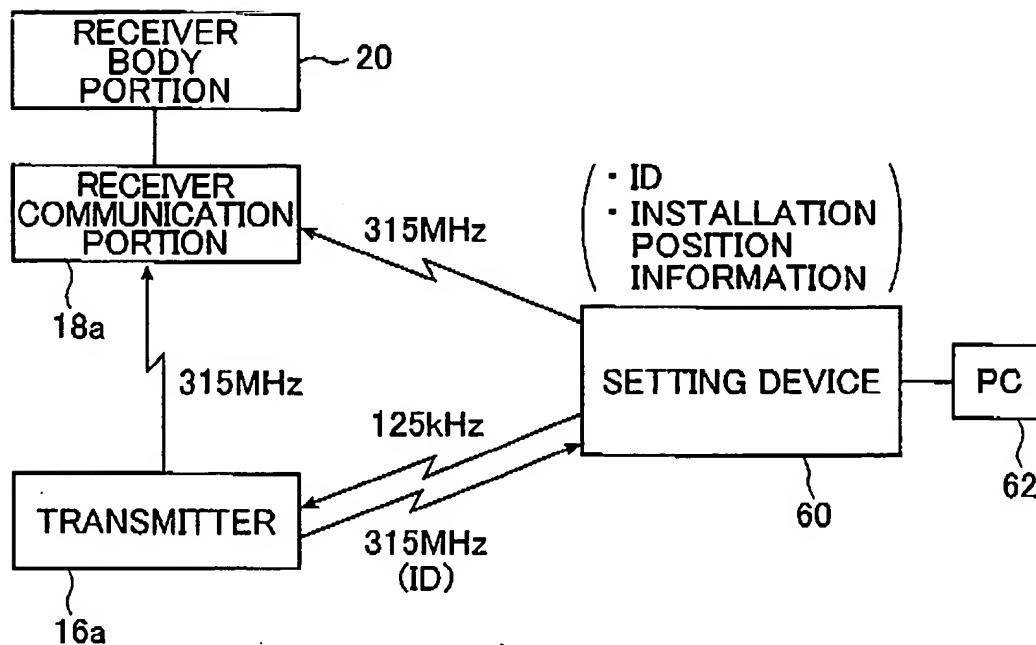 RECEIVER
BODY
PORTION
20
RECEIVER
COMMUNICATION
PORTION
18a
315MHz
· ID
· INSTALLATION
POSITION
INFORMATION
315MHz
SETTING DEVICE
PC
125kHz
62
60
TRANSMITTER
315MHz
(ID)
16a